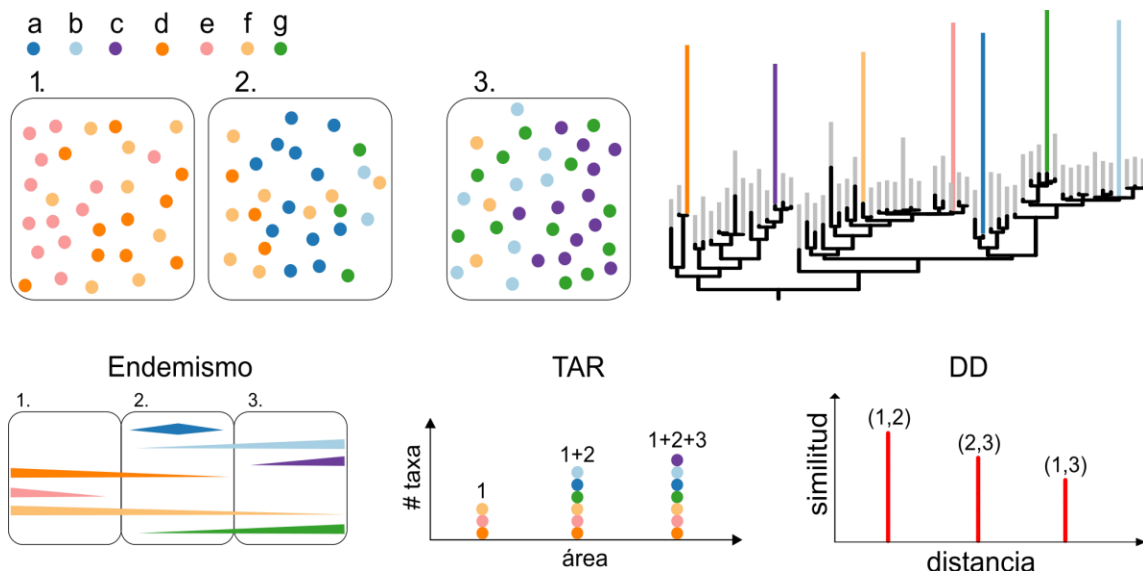 a b c d e f g
1. 2. 3.
Endemismo
1. 2. 3.
TAR
# taxa
1
1+2
1+2+3
área
DD
similitud
(1,2)
(2,3)
(1,3)
distancia